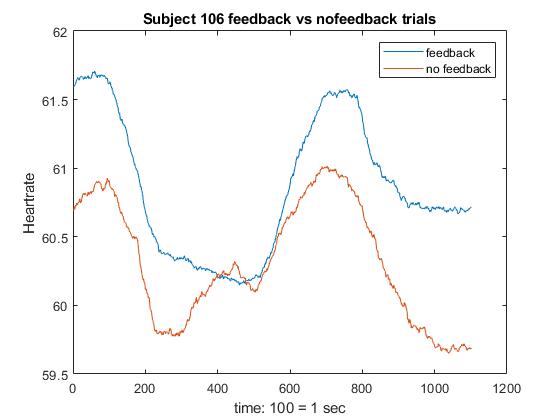 Subject 106 feedback vs nofeedback trials
feedback
no feedback
Heartrate
62
61.5
61
60.5
60
59.5
0 200 400 600 800 1000 1200
time: 100 = 1 sec